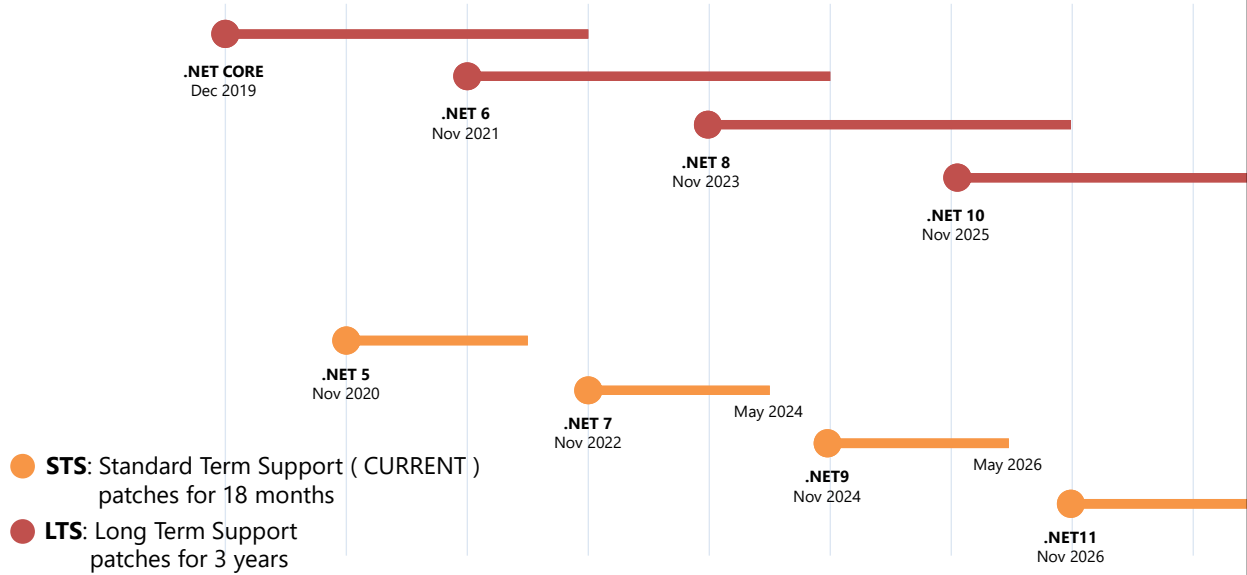 .NET CORE
Dec 2019
.NET 6
Nov 2021
.NET 8
Nov 2023
.NET 10
Nov 2025
.NET 5
Nov 2020
.NET 7
Nov 2022
May 2024
.NET9
Nov 2024
May 2026
.NET11
Nov 2026
STS: Standard Term Support ( CURRENT )
patches for 18 months
LTS: Long Term Support
patches for 3 years